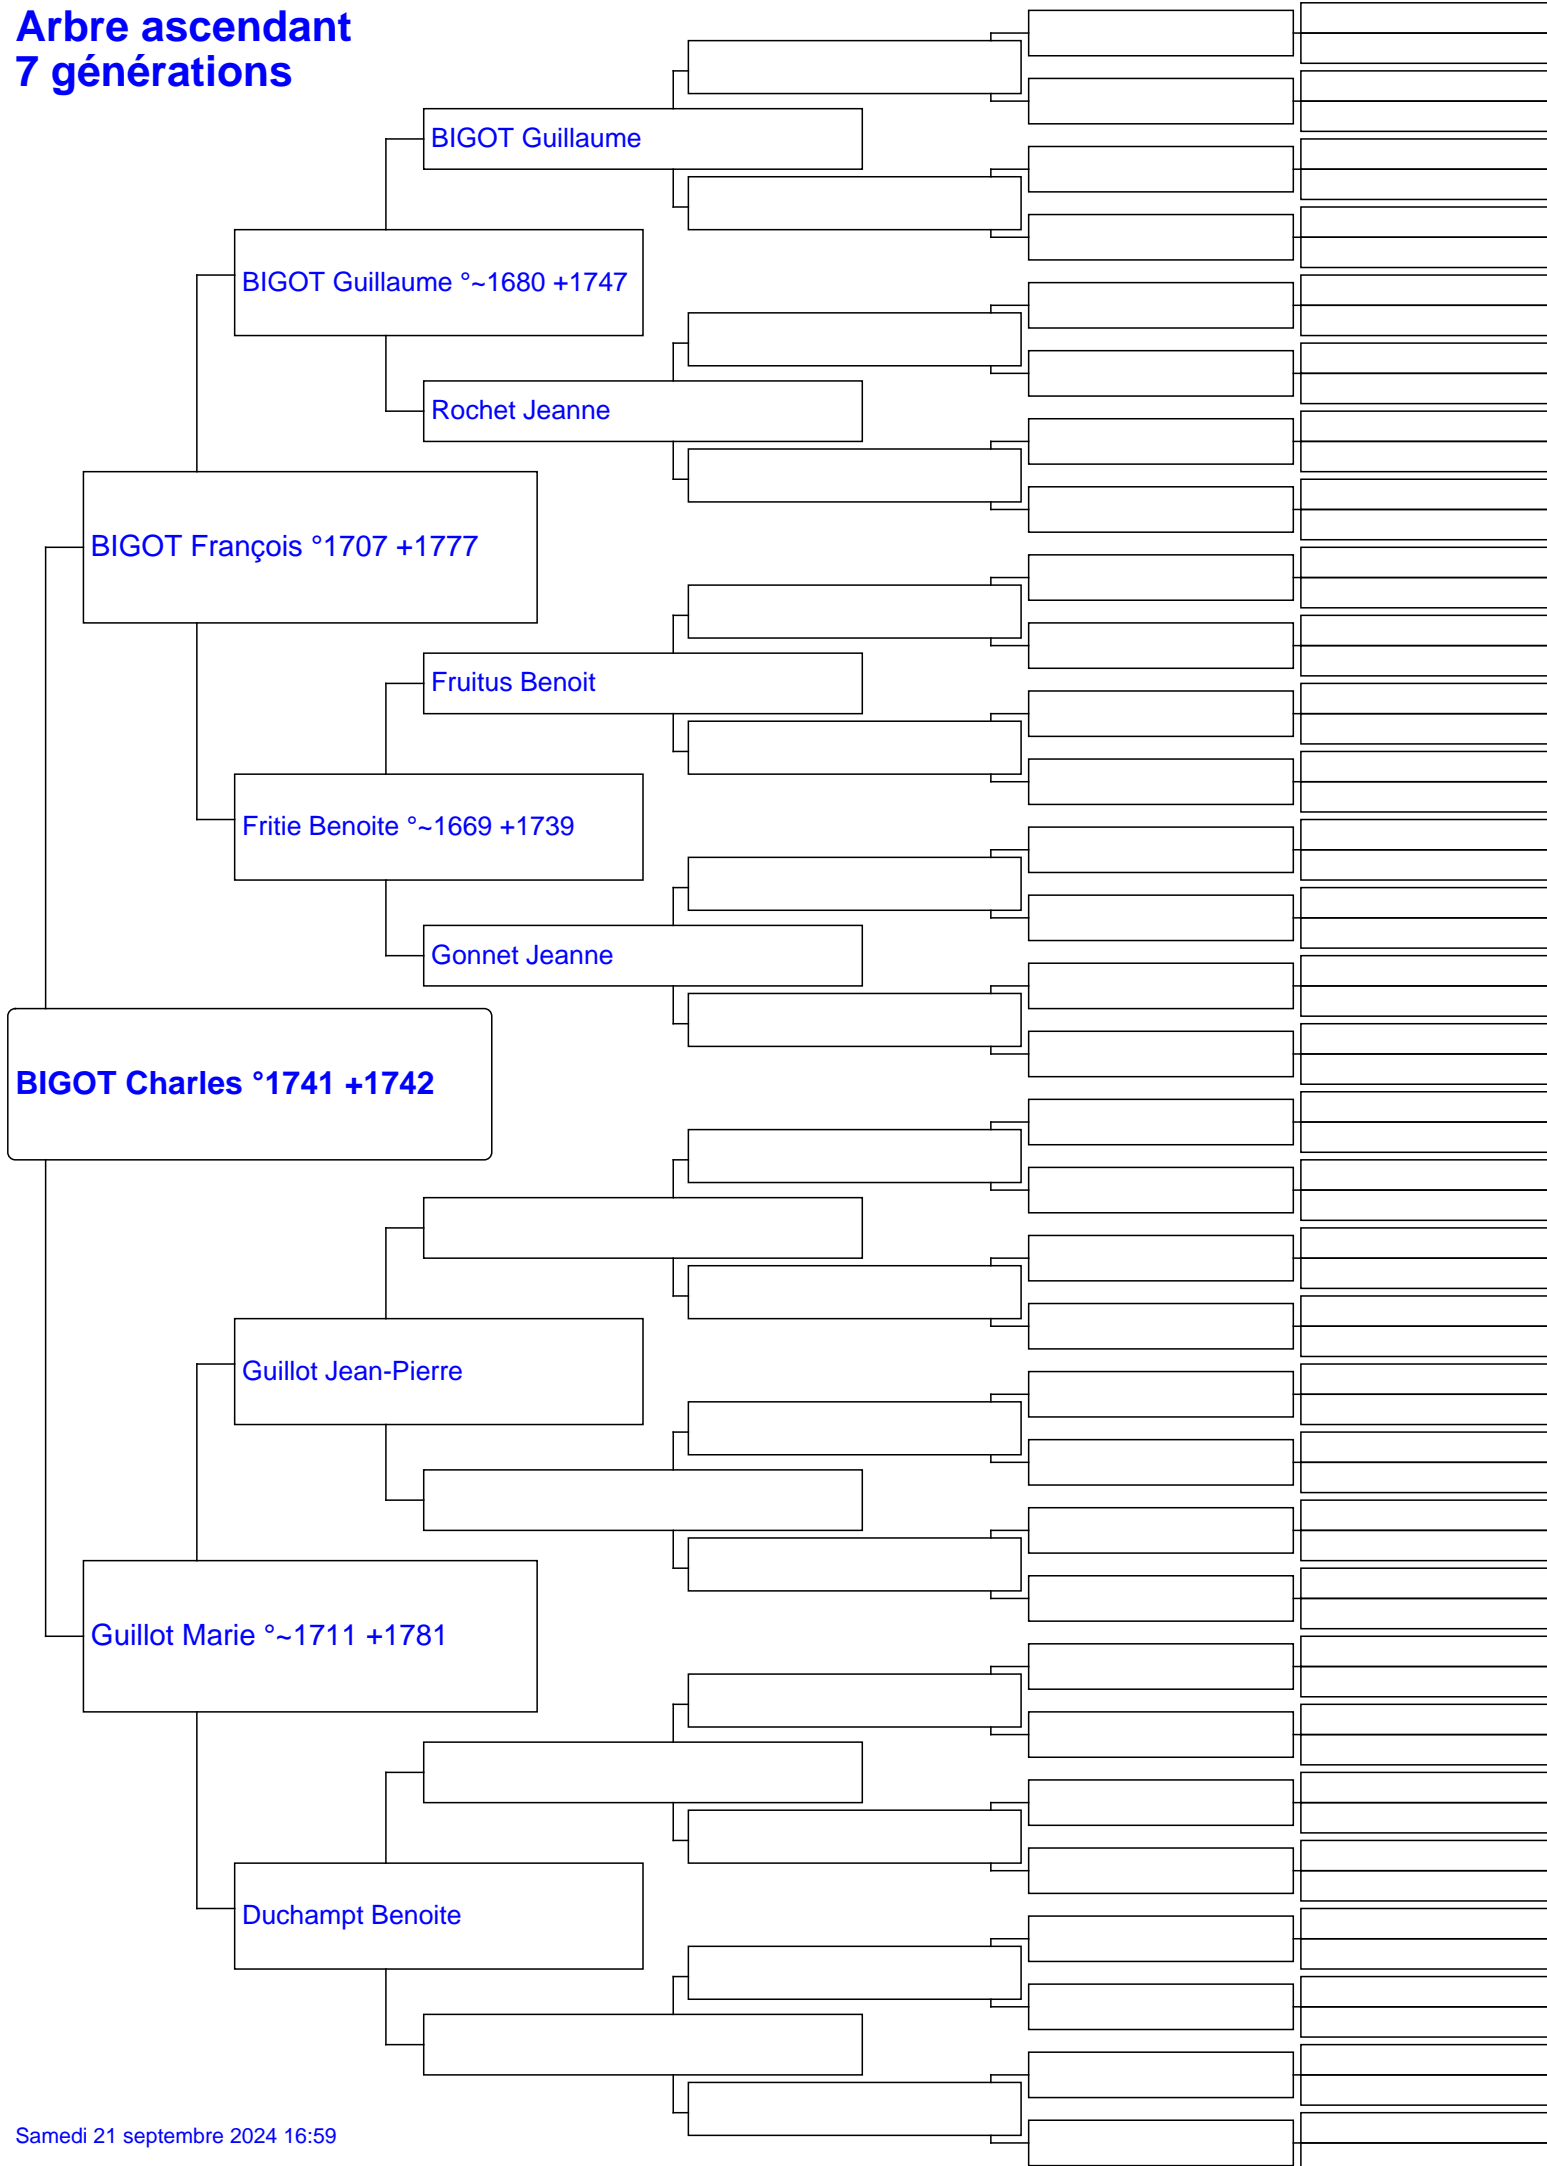 Arbre ascendant
7 générations
BIGOT Guillaume
BIGOT Guillaume °~1680 +1747
Rochet Jeanne
BIGOT François °1707 +1777
Fruitus Benoit
Fritie Benoite °~1669 +1739
Gonnet Jeanne
BIGOT Charles °1741 +1742
Guillot Jean-Pierre
Guillot Marie °~1711 +1781
Duchampt Benoite
Samedi 21 septembre 2024 16:59